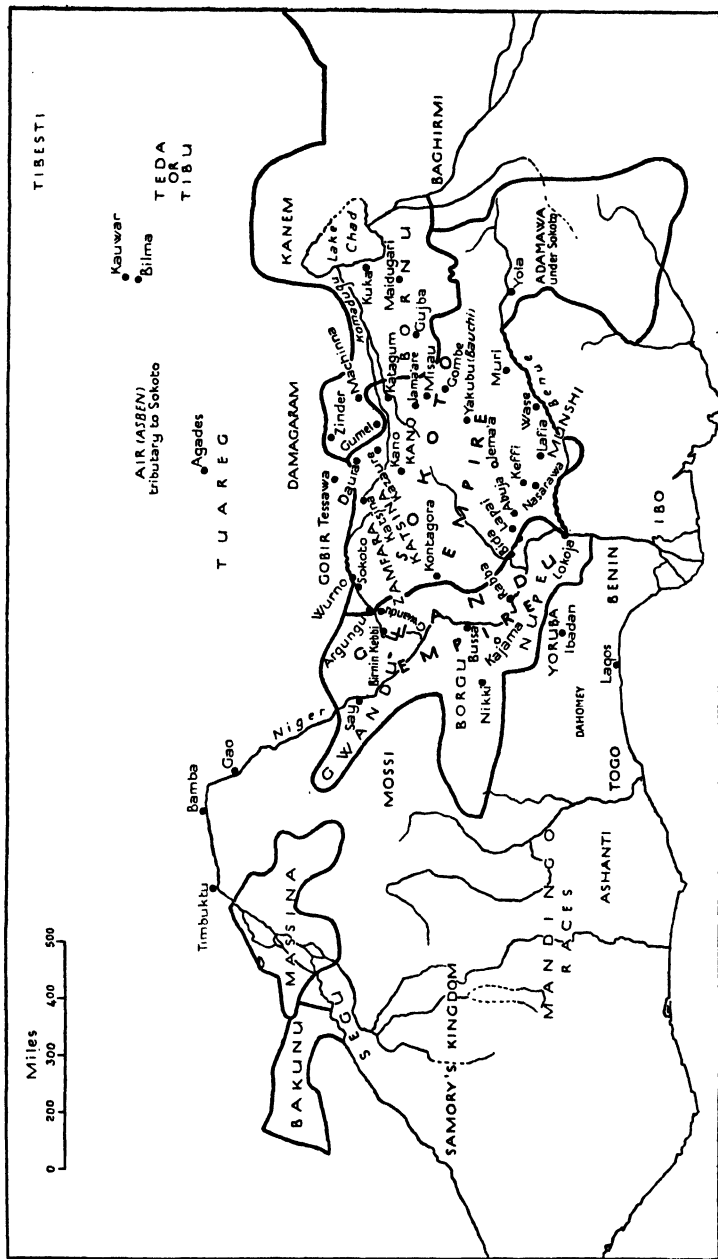 Miles
0 200 300 400 500
TIBESTI
Kauwar
Bilma
TEDA
OR
TIBU
AIR (ASBEN)
tributary to Sokoto
Agades
TUAREG
Bamba
Timbuktu
Gao
Niger
MASSINA
BAKUNU
SEGU
SAMORY'S KINGDOM
MANDINGO
RACES
ASHANTI
TOGO
DAHOMEY
MOSSI
KANEM
Lake
Chad
Komadugu
Kuka
BORNU
Maidugari
Gujba
BAGHIRMI
DAMAGARAM
Zinder
Machinna
Gumel
GOBIR
Tessawa
Daura
Kazaure
Katsina
KATSINA
ZAMFARA
Kano
KANO
Katagum
Jama'are
Misau
Gombe
Yakubu (Bauchi)
SOKOTO
EMPIRE
Wurno
Sokoto
Argungu
Gwandu
Birnin Kebbi
Say
GWANDU
EMPIRE
Kontagora
Jema'a
Keffi
Abuja
Lapai
Bida
Nasarawa
Lafia
Wase
Muri
Benue
MUNSHI
Yola
ADAMAWA
under Sokoto
BORGU
Bussa
Kajama
Nikki
Rabba
NUPE
Lokoja
YORUBA
Ibadan
Lagos
BENIN
IBO